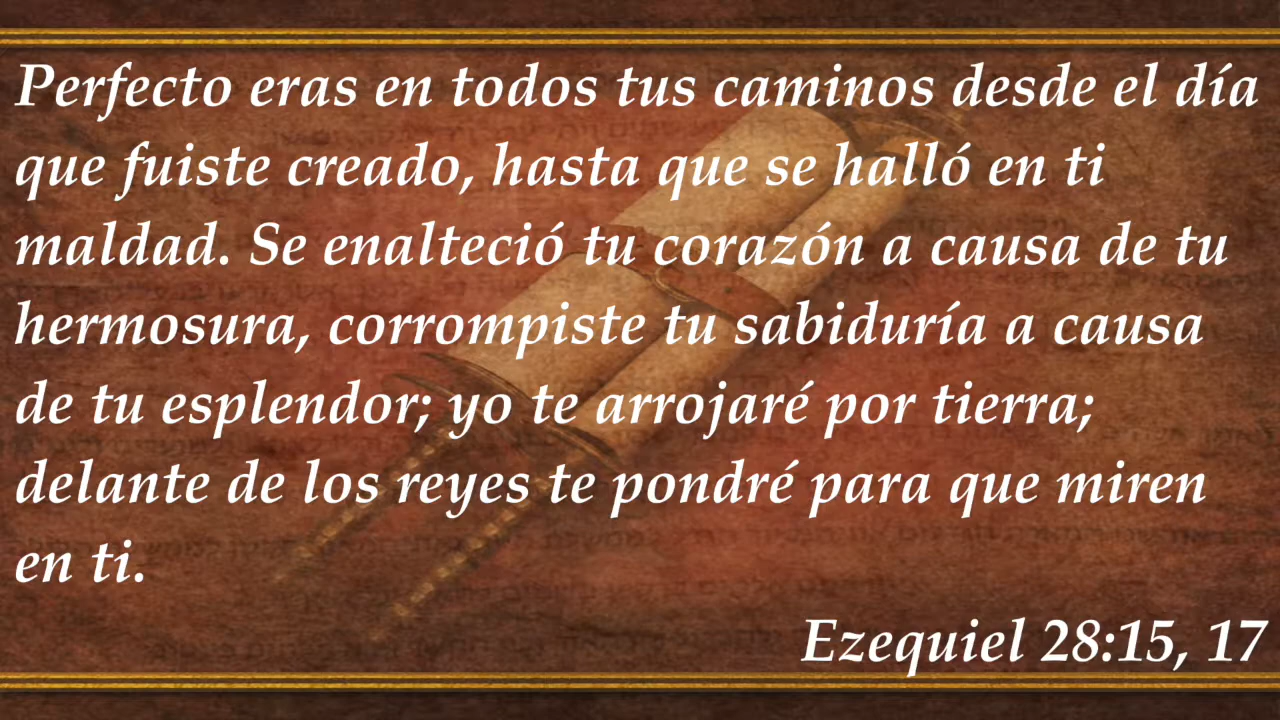 Perfecto eras en todos tus caminos desde el día
que fuiste creado, hasta que se halló en ti
maldad. Se enalteció tu corazón a causa de tu
hermosura, corrompiste tu sabiduría a causa
de tu esplendor; yo te arrojaré por tierra;
delante de los reyes te pondré para que miren
en ti.
Ezequiel 28:15, 17